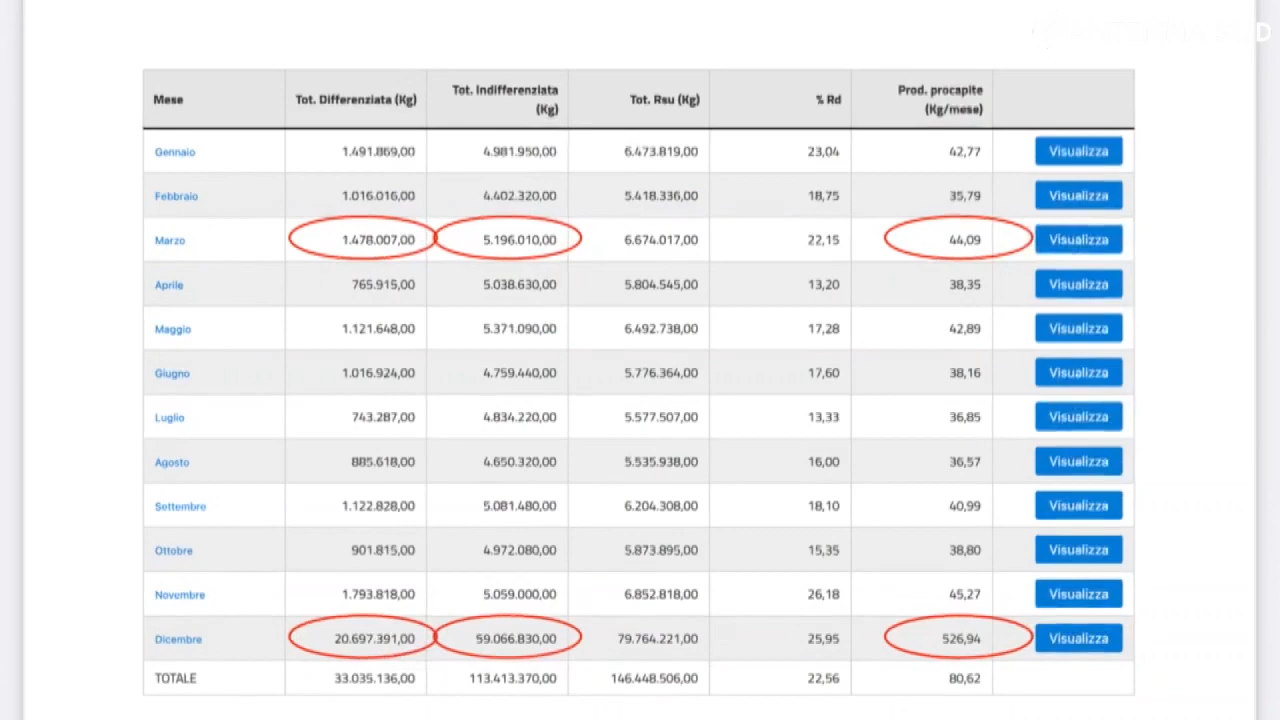 Mese Tot. Differenziata (Kg) Tot. Indifferenziata (Kg) Tot. Rsu (Kg) % Rd Prod. procapite (Kg/mese)
Gennaio 1.491.869,00 4.981.950,00 6.473.819,00 23,04 42,77 Visualizza
Febbraio 1.016.016,00 4.402.320,00 5.418.336,00 18,75 35,79 Visualizza
Marzo 1.478.007,00 5.196.010,00 6.674.017,00 22,15 44,09 Visualizza
Aprile 765.915,00 5.038.630,00 5.804.545,00 13,20 38,35 Visualizza
Maggio 1.121.648,00 5.371.090,00 6.492.738,00 17,28 42,89 Visualizza
Giugno 1.016.924,00 4.759.440,00 5.776.364,00 17,60 38,16 Visualizza
Luglio 743.287,00 4.834.220,00 5.577.507,00 13,33 36,85 Visualizza
Agosto 885.618,00 4.650.320,00 5.535.938,00 16,00 36,57 Visualizza
Settembre 1.122.828,00 5.081.480,00 6.204.308,00 18,10 40,99 Visualizza
Ottobre 901.815,00 4.972.080,00 5.873.895,00 15,35 38,80 Visualizza
Novembre 1.793.818,00 5.059.000,00 6.852.818,00 26,18 45,27 Visualizza
Dicembre 20.697.391,00 59.066.830,00 79.764.221,00 25,95 526,94 Visualizza
TOTALE 33.035.136,00 113.413.370,00 146.448.506,00 22,56 80,62